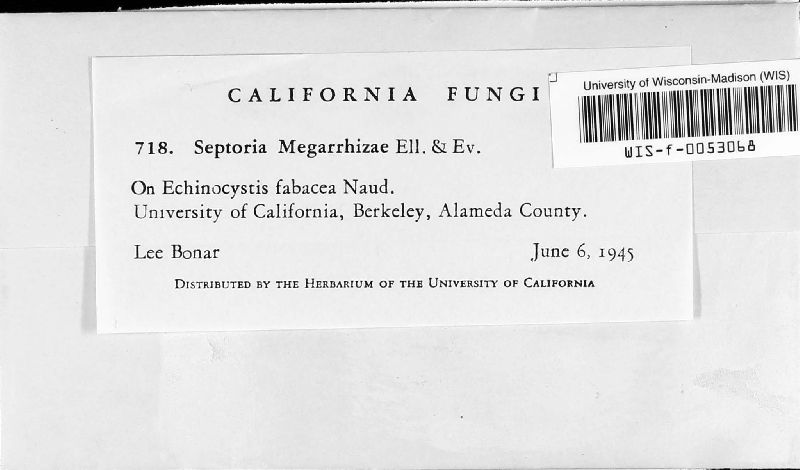 CALIFORNIA FUNGI
University of Wisconsin-Madison (WIS)
WIS-f-0053068
718. Septoria Megarrhizae Ell. & Ev.
On Echinocystis fabacea Naud.
University of California, Berkeley, Alameda County.
Lee Bonar June 6, 1945
DISTRIBUTED BY THE HERBARIUM OF THE UNIVERSITY OF CALIFORNIA